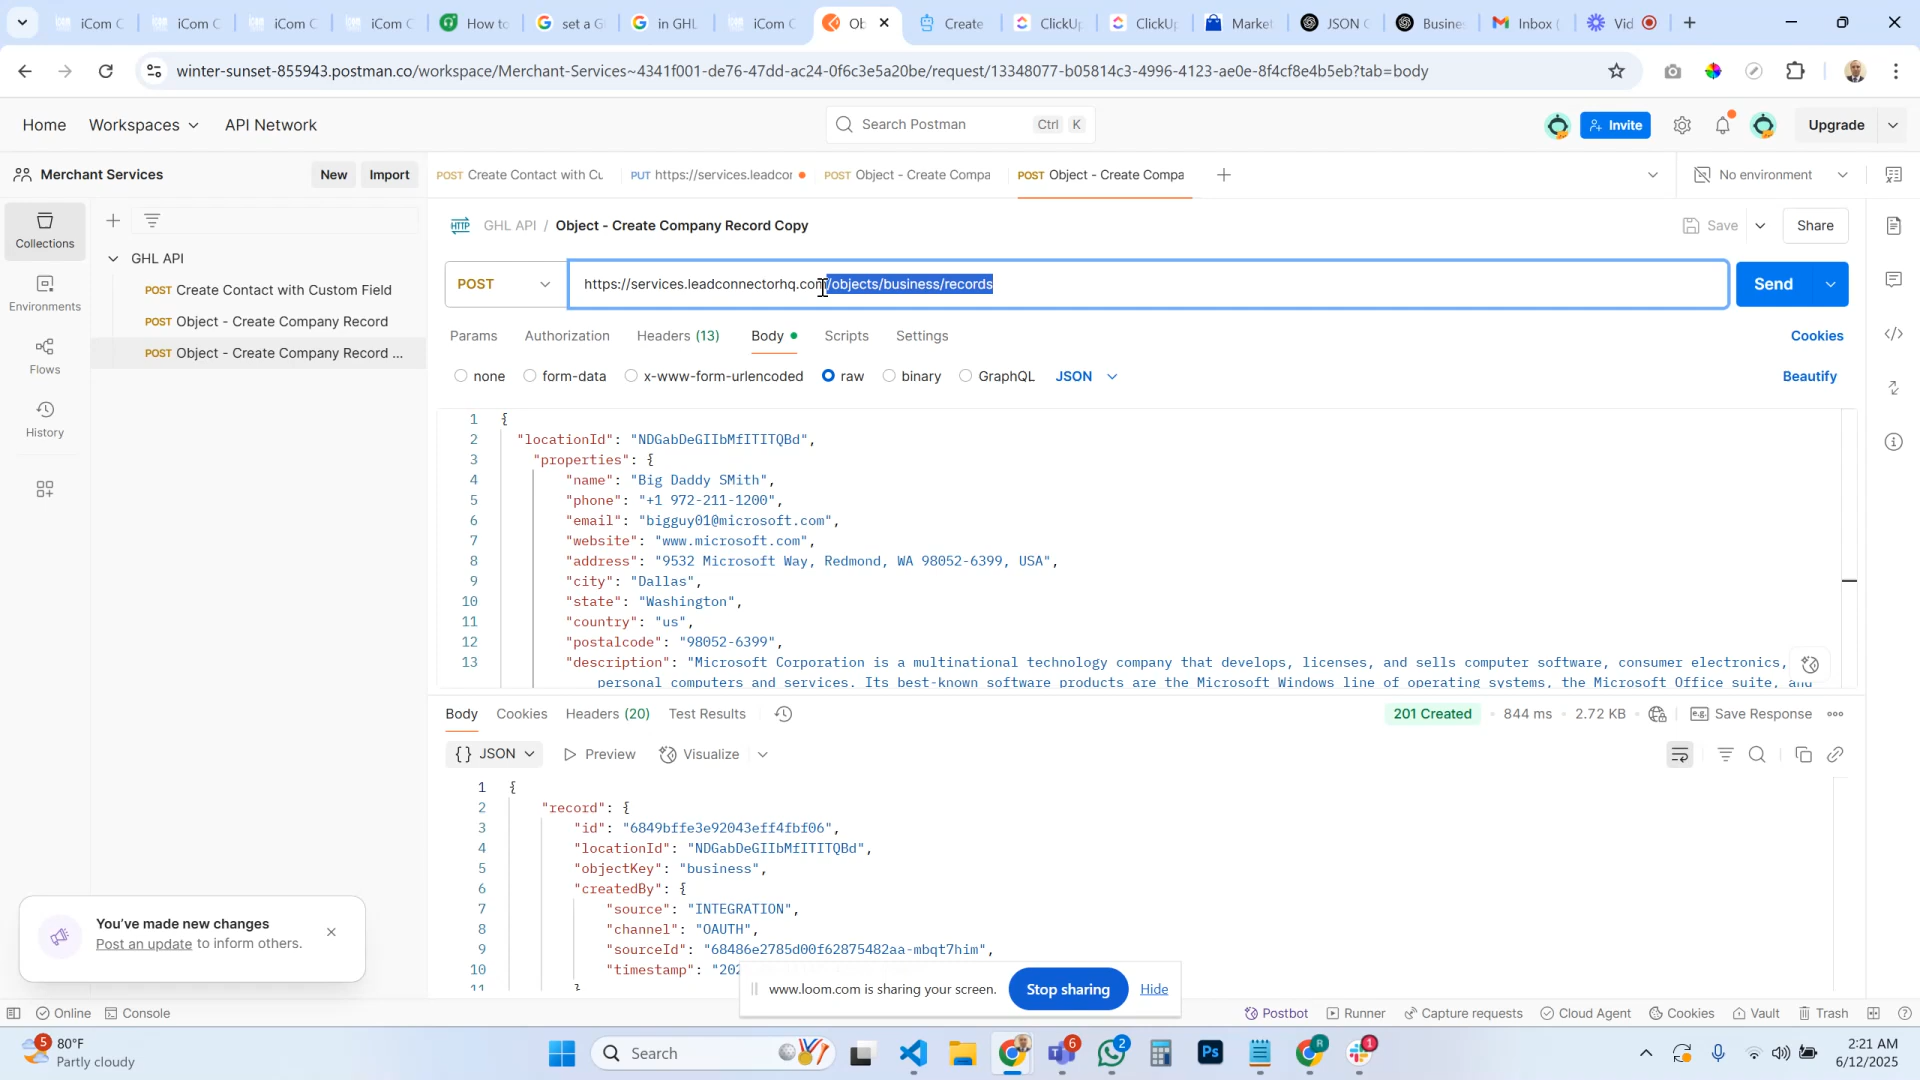 iCom C
iCom C
iCom C
iCom C
How to
set a G
in GHL
iCom C
Ob
Create
ClickUp
ClickUp
Market
JSON C
Busine
Inbox (
Vid
winter-sunset-855943.postman.co/workspace/Merchant-Services~4341f001-de76-47dd-ac24-0f6c3e5a20be/request/13348077-b05814c3-4996-4123-ae0e-8f4cf8e4b5eb?tab=body
Home
Workspaces
API Network
Search Postman
Ctrl
K
Invite
Upgrade
Merchant Services
New
Import
POST Create Contact with Cu
PUT https://services.leadcor
POST Object - Create Compa
POST Object - Create Compa
No environment
Collections
Environments
Flows
History
GHL API
POST Create Contact with Custom Field
POST Object - Create Company Record
POST Object - Create Company Record ...
HTTP
GHL API / Object - Create Company Record Copy
Save
Share
POST
https://services.leadconnectorhq.com/objects/business/records
Send
Params
Authorization
Headers (13)
Body
Scripts
Settings
Cookies
none
form-data
x-www-form-urlencoded
raw
binary
GraphQL
JSON
Beautify
1 {
2 "locationId": "NDGabDeGIIbMfITITQBd",
3 "properties": {
4 "name": "Big Daddy SMith",
5 "phone": "+1 972-211-1200",
6 "email": "bigguy01@microsoft.com",
7 "website": "www.microsoft.com",
8 "address": "9532 Microsoft Way, Redmond, WA 98052-6399, USA",
9 "city": "Dallas",
10 "state": "Washington",
11 "country": "us",
12 "postalcode": "98052-6399",
13 "description": "Microsoft Corporation is a multinational technology company that develops, licenses, and sells computer software, consumer electronics,
personal computers and services. Its best-known software products are the Microsoft Windows line of operating systems, the Microsoft Office suite, and
Body
Cookies
Headers (20)
Test Results
201 Created
844 ms
2.72 KB
e.g.
Save Response
{} JSON
Preview
Visualize
1 {
2 "record": {
3 "id": "6849bffe3e92043eff4fbf06",
4 "locationId": "NDGabDeGIIbMfITITQBd",
5 "objectKey": "business",
6 "createdBy": {
7 "source": "INTEGRATION",
8 "channel": "OAUTH",
9 "sourceId": "68486e2785d00f62875482aa-mbqt7him",
10 "timestamp": "202
11 }
You've made new changes
Post an update to inform others.
www.loom.com is sharing your screen.
Stop sharing
Hide
Online
Console
Postbot
Runner
Capture requests
Cloud Agent
Cookies
Vault
Trash
5
80°F
Partly cloudy
Search
6
2
Ps
R
1
2:21 AM
6/12/2025